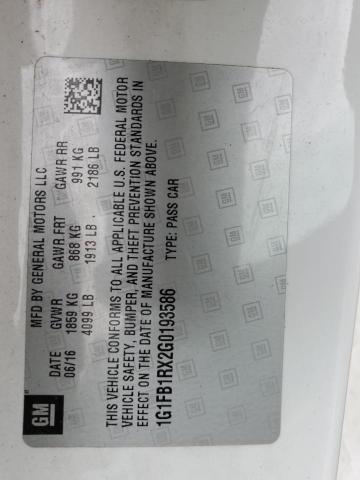 GM
MFD BY GENERAL MOTORS LLC
DATE GVWR GAWR FRT GAWR RR
06/16 1859 KG 868 KG 991 KG
4099 LB 1913 LB 2186 LB
THIS VEHICLE CONFORMS TO ALL APPLICABLE U.S. FEDERAL MOTOR
VEHICLE SAFETY, BUMPER, AND THEFT PREVENTION STANDARDS IN
EFFECT ON THE DATE OF MANUFACTURE SHOWN ABOVE.
1G1FB1RX2G0193586 TYPE: PASS CAR